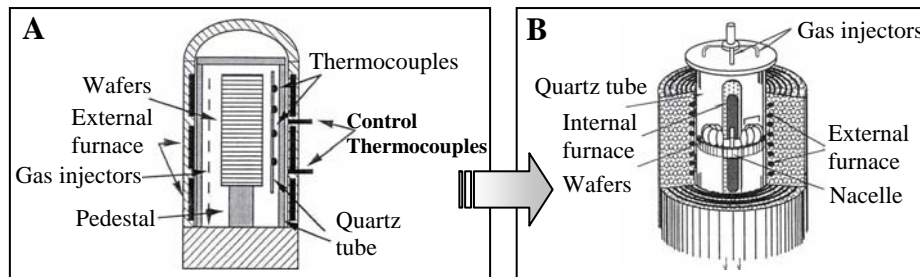 A
Wafers
External
furnace
Gas injectors
Pedestal
Thermocouples
Control
Thermocouples
Quartz
tube
B
Gas injectors
Quartz tube
Internal
furnace
Wafers
External
furnace
Nacelle